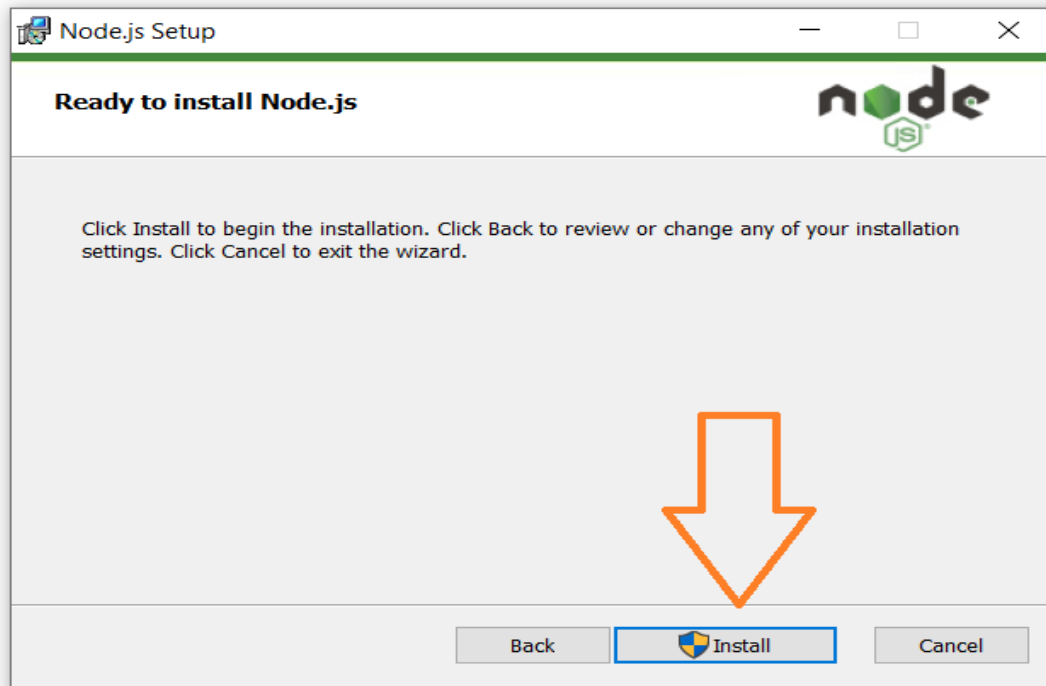 Node.js Setup
Ready to install Node.js
node
JS
Click Install to begin the installation. Click Back to review or change any of your installation
settings. Click Cancel to exit the wizard.
Back
Install
Cancel